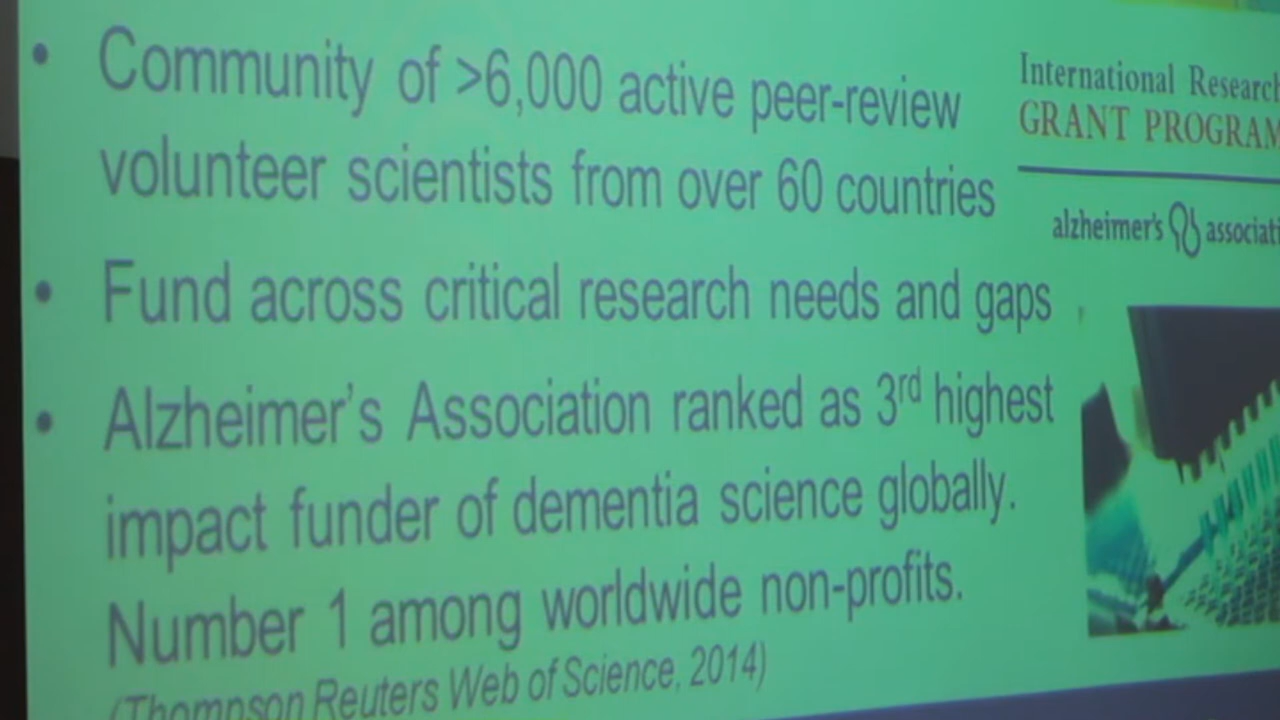 • Community of >6,000 active peer-review
volunteer scientists from over 60 countries
• Fund across critical research needs and gaps
• Alzheimer's Association ranked as 3rd highest
impact funder of dementia science globally.
Number 1 among worldwide non-profits.
(Thompson Reuters Web of Science, 2014)
International Research
GRANT PROGRAM
alzheimer's associati